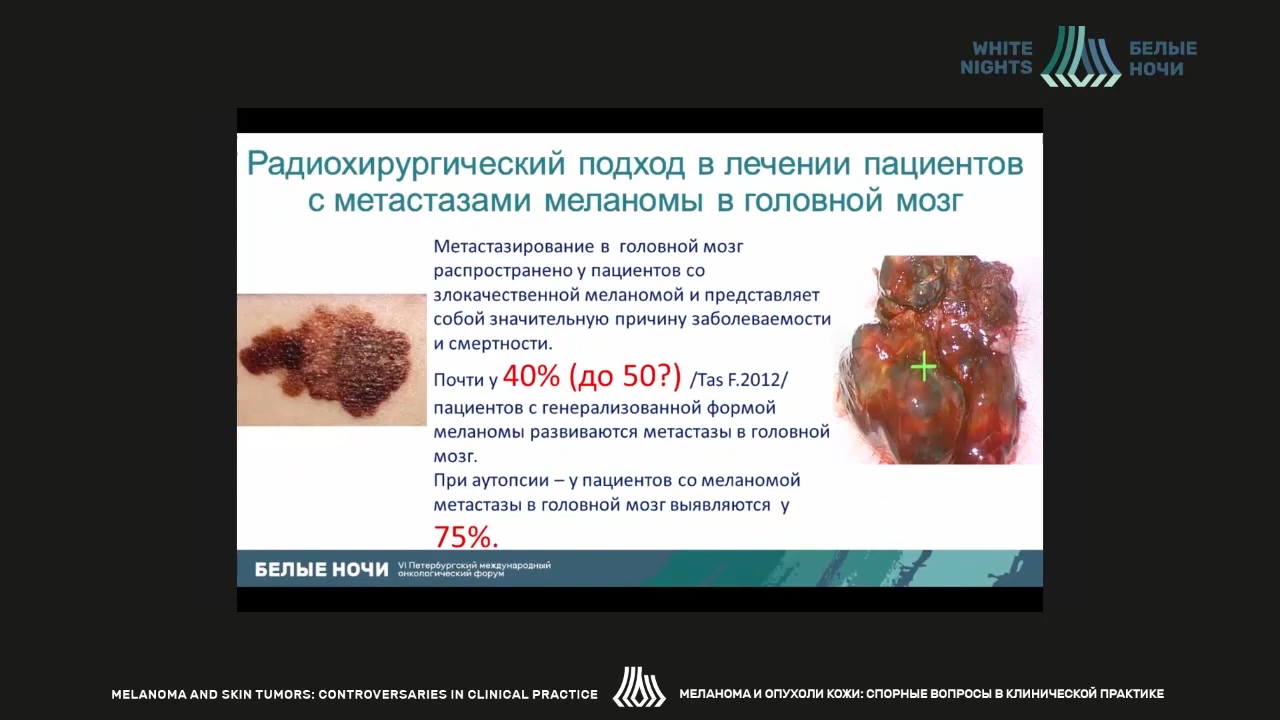 WHITE
NIGHTS
БЕЛЫЕ
НОЧИ
Радиохирургический подход в лечении пациентов
с метастазами меланомы в головной мозг
Метастазирование в головной мозг
распространено у пациентов со
злокачественной меланомой и представляет
собой значительную причину заболеваемости
и смертности.
Почти у 40% (до 50?) /Tas F.2012/
пациентов с генерализованной формой
меланомы развиваются метастазы в головной
мозг.
При аутопсии – у пациентов со меланомой
метастазы в головной мозг выявляются у
75%.
БЕЛЫЕ НОЧИ
VI Петербургский международный
онкологический форум
MELANOMA AND SKIN TUMORS: CONTROVERSARIES IN CLINICAL PRACTICE
МЕЛАНОМА И ОПУХОЛИ КОЖИ: СПОРНЫЕ ВОПРОСЫ В КЛИНИЧЕСКОЙ ПРАКТИКЕ